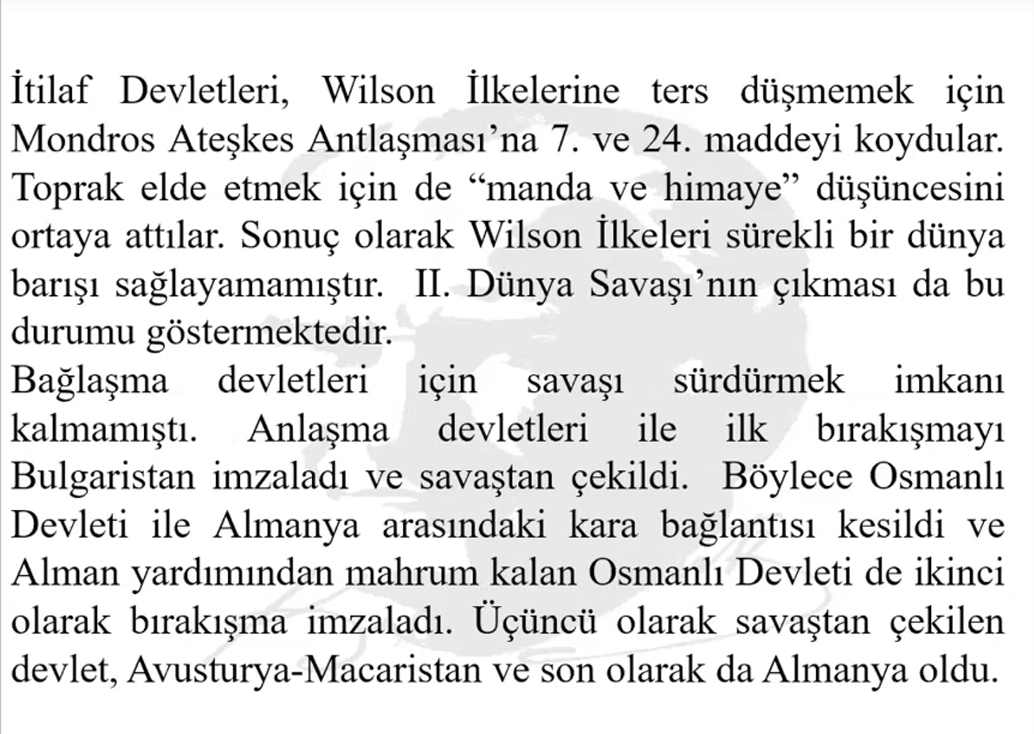 İtilaf Devletleri, Wilson İlkelerine ters düşmemek için
Mondros Ateşkes Antlaşması’na 7. ve 24. maddeyi koydular.
Toprak elde etmek için de “manda ve himaye” düşüncesini
ortaya attılar. Sonuç olarak Wilson İlkeleri sürekli bir dünya
barışı sağlayamamıştır. II. Dünya Savaşı’nın çıkması da bu
durumu göstermektedir.
Bağlaşma devletleri için savaşı sürdürmek imkanı
kalmamıştı. Anlaşma devletleri ile ilk bırakışmayı
Bulgaristan imzaladı ve savaştan çekildi. Böylece Osmanlı
Devleti ile Almanya arasındaki kara bağlantısı kesildi ve
Alman yardımından mahrum kalan Osmanlı Devleti de ikinci
olarak bırakışma imzaladı. Üçüncü olarak savaştan çekilen
devlet, Avusturya-Macaristan ve son olarak da Almanya oldu.